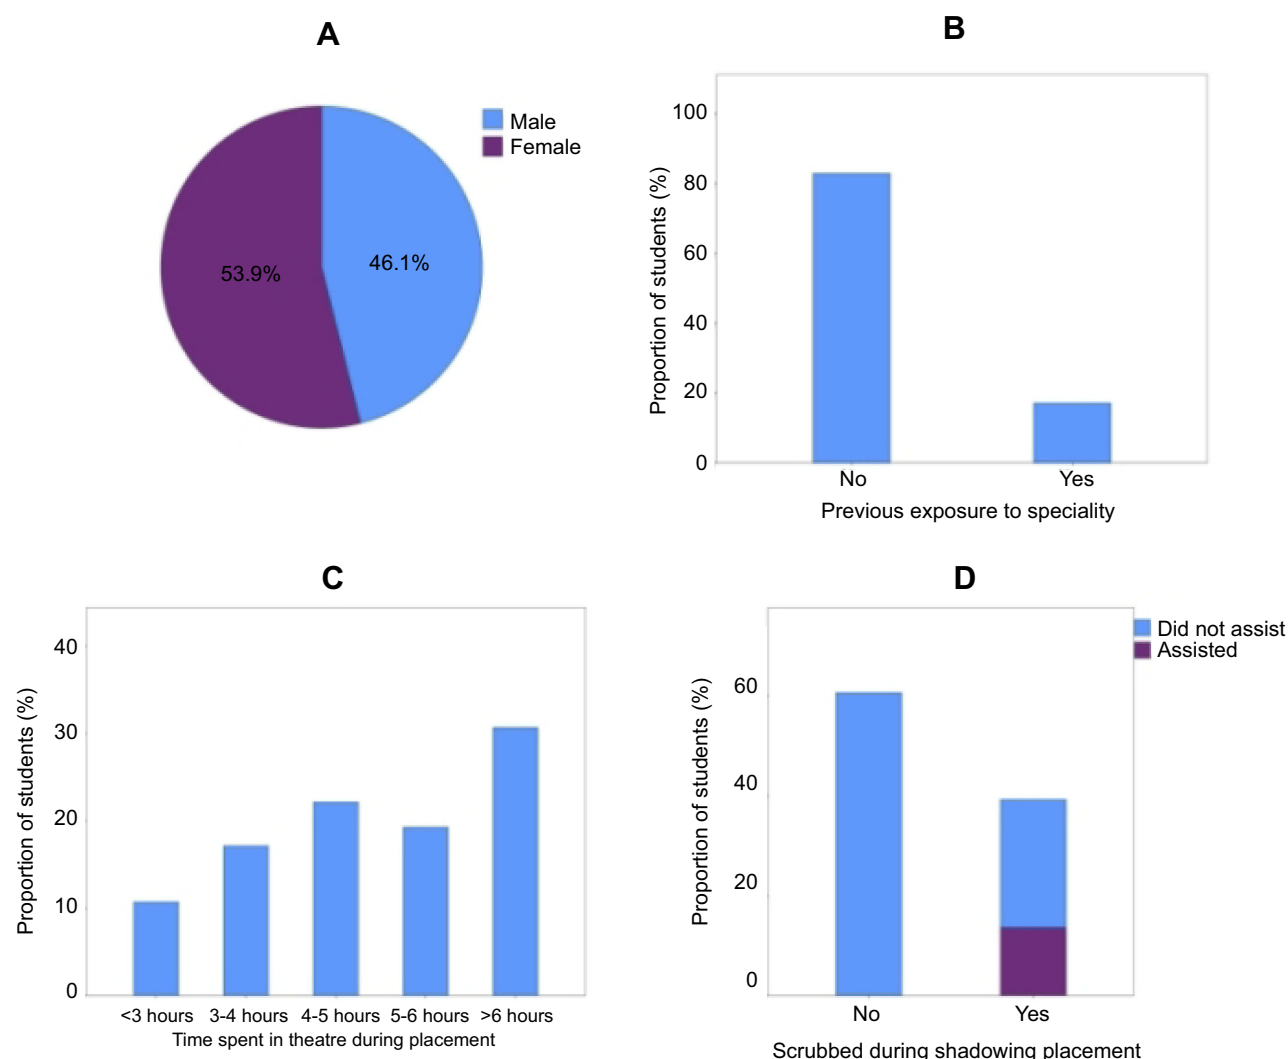 A
Male
Female
53.9%
46.1%
B
Proportion of students (%)
100
80
60
40
20
0
No
Yes
Previous exposure to speciality
C
Proportion of students (%)
40
30
20
10
0
<3 hours
3-4 hours
4-5 hours
5-6 hours
>6 hours
Time spent in theatre during placement
D
Did not assist
Assisted
Proportion of students (%)
60
40
20
0
No
Yes
Scrubbed during shadowing placement